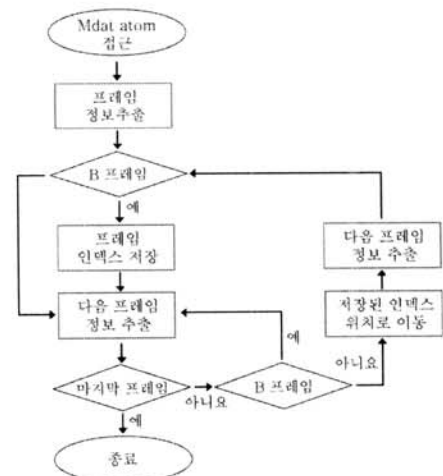 Mdat atom
접근
프레임
정보추출
B 프레임
예
프레임
인덱스 저장
다음 프레임
정보 추출
다음 프레임
정보 추출
저장된 인덱스
위치로 이동
예
아니요
마지막 프레임
아니요
B 프레임
예
종료